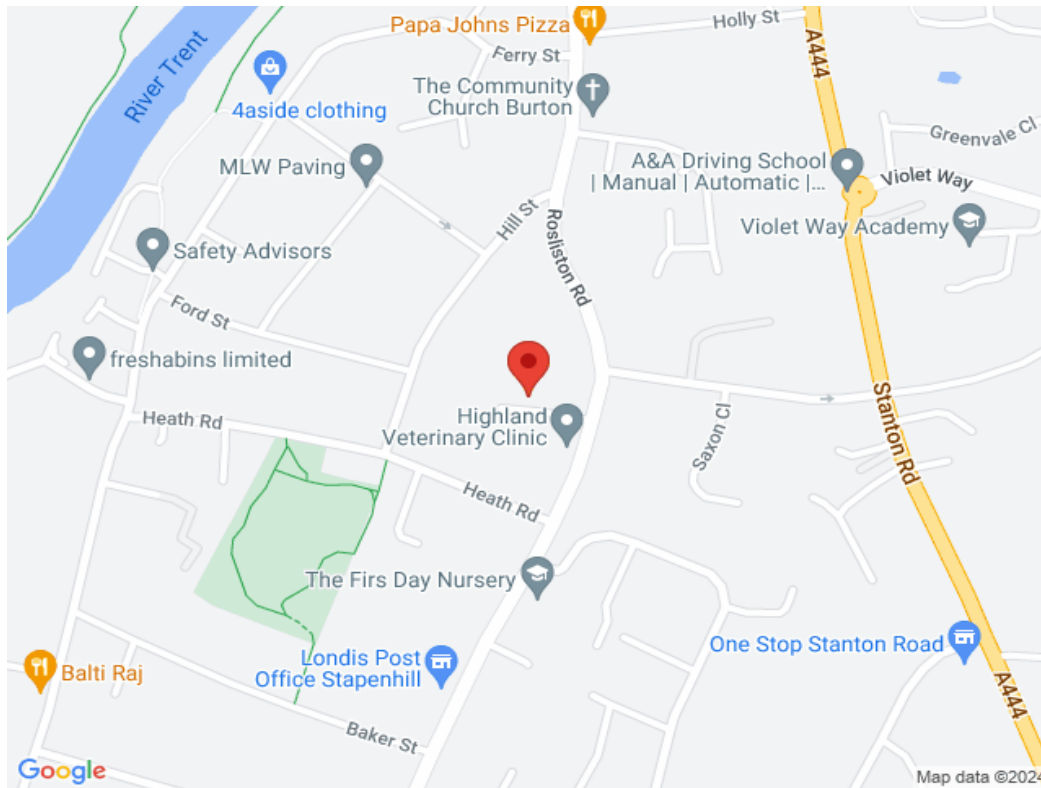 Papa Johns Pizza
Holly St
A444
River Trent
Ferry St
4aside clothing
The Community
Church Burton
Greenvale Cl
MLW Paving
A&A Driving School
| Manual | Automatic |...
Violet Way
Hill St
Rosliston Rd
Violet Way Academy
Safety Advisors
Ford St
freshabins limited
Heath Rd
Highland
Veterinary Clinic
Saxon Cl
Stanton Rd
Heath Rd
The Firs Day Nursery
One Stop Stanton Road
Londis Post
Office Stapenhill
Balti Raj
A444
Baker St
Google
Map data ©2024